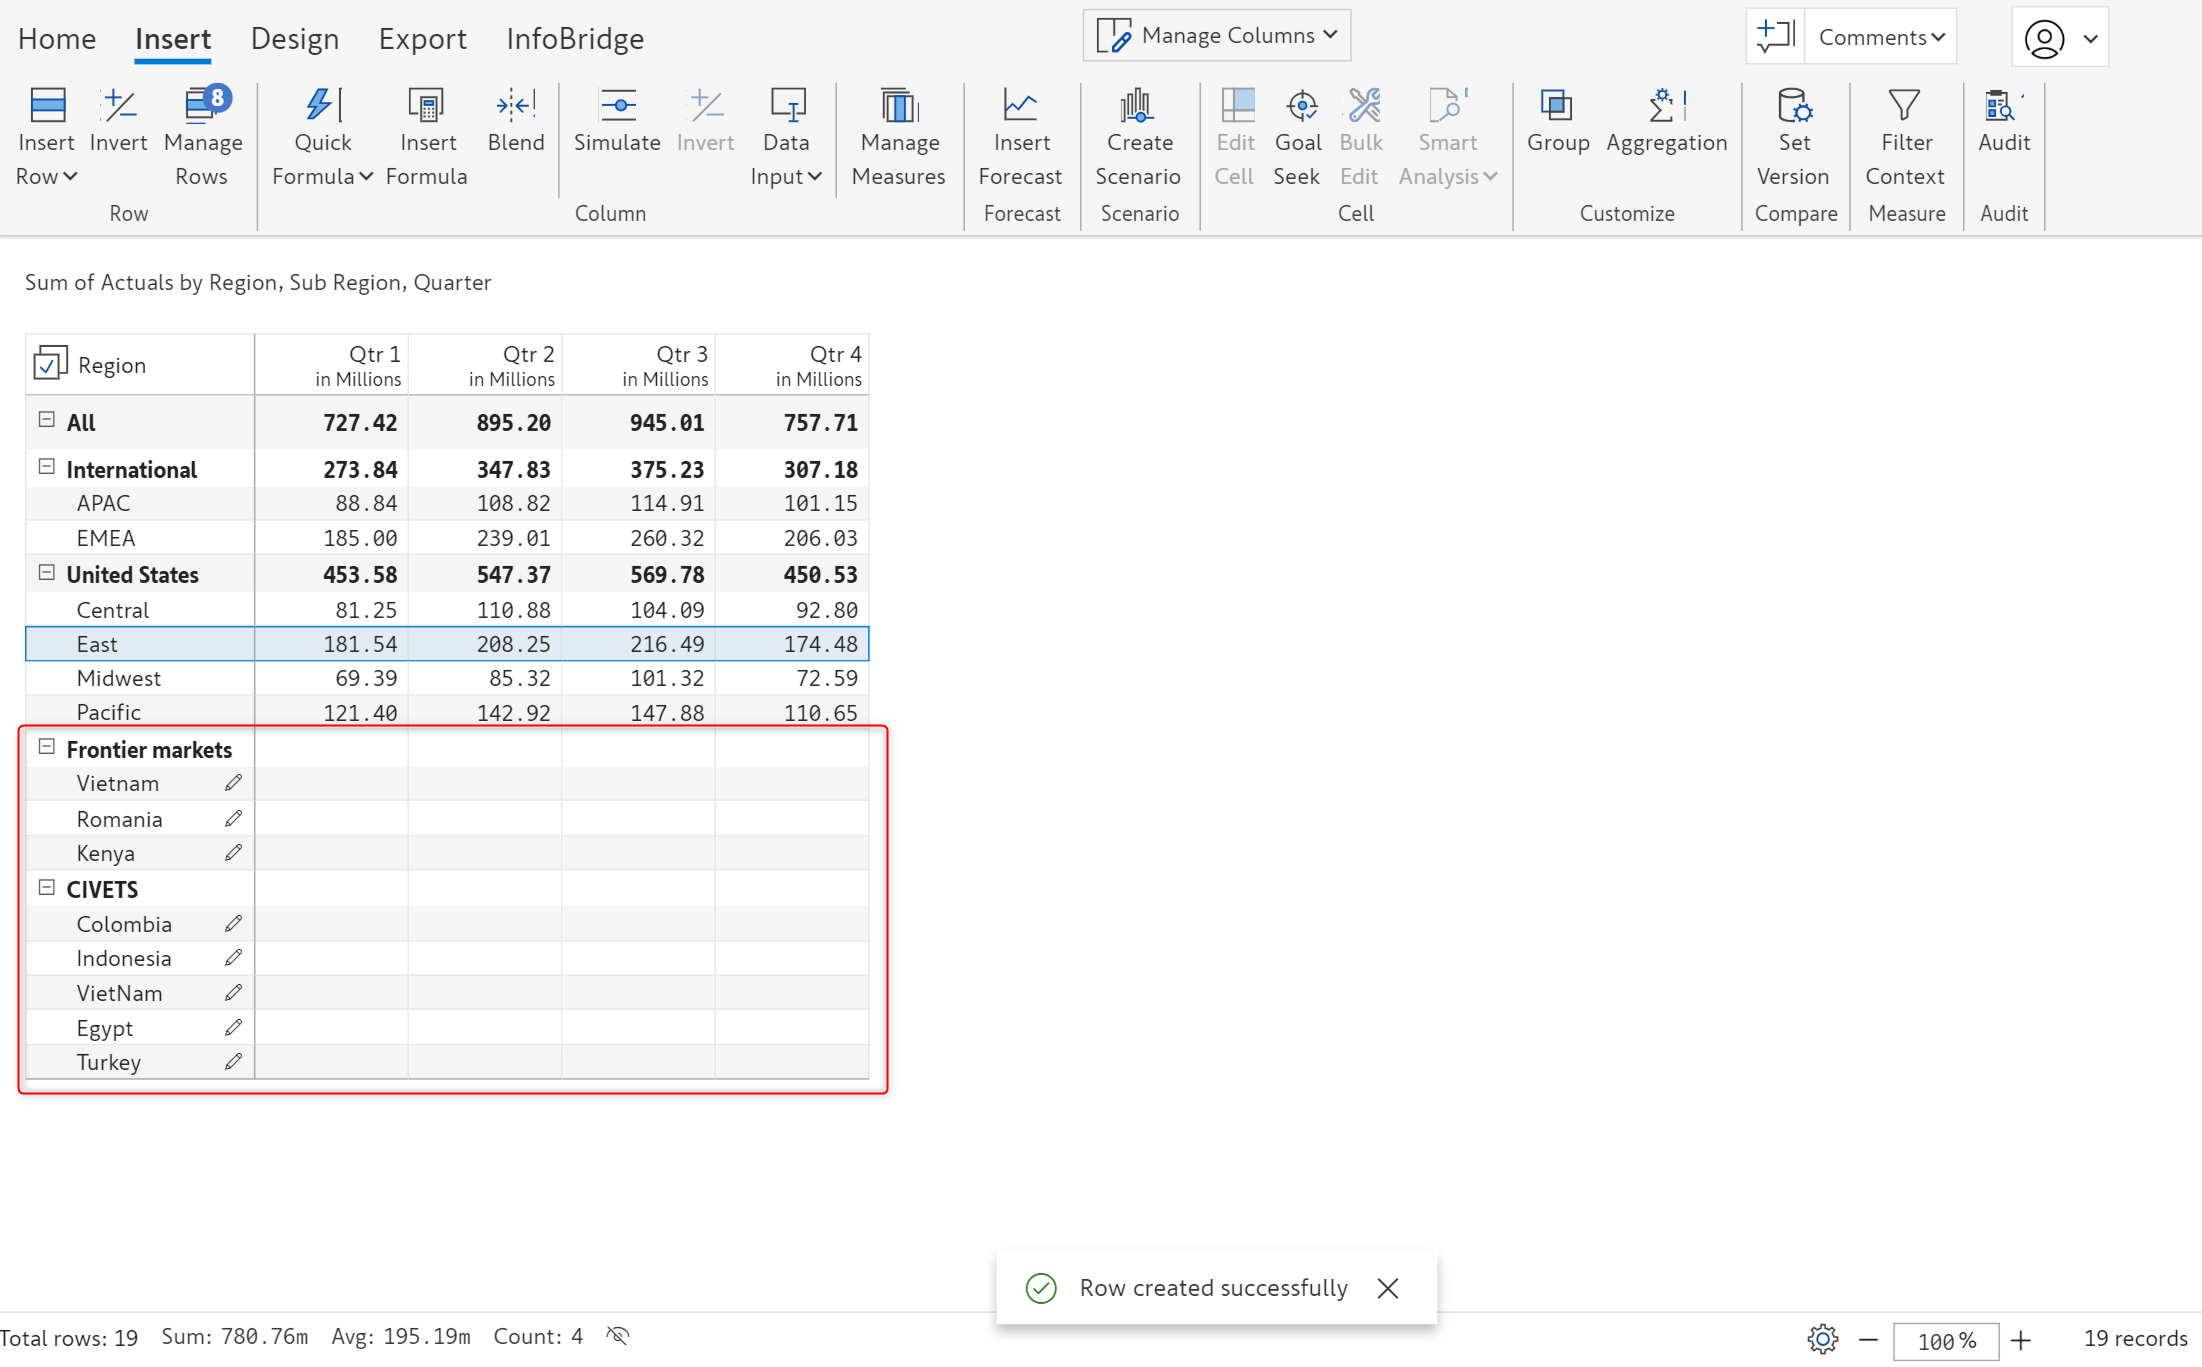 Home Insert Design Export InfoBridge Manage Columns Comments
8
Insert Invert Manage Quick Insert Blend Simulate Invert Data Manage Insert Create Edit Goal Bulk Smart Group Aggregation Set Filter Audit
Row Rows Formula Formula Input Measures Forecast Scenario Cell Seek Edit Analysis Version Context
Row Column Forecast Scenario Cell Customize Compare Measure Audit
Sum of Actuals by Region, Sub Region, Quarter
Region Qtr 1 Qtr 2 Qtr 3 Qtr 4
in Millions in Millions in Millions in Millions
All 727.42 895.20 945.01 757.71
International 273.84 347.83 375.23 307.18
APAC 88.84 108.82 114.91 101.15
EMEA 185.00 239.01 260.32 206.03
United States 453.58 547.37 569.78 450.53
Central 81.25 110.88 104.09 92.80
East 181.54 208.25 216.49 174.48
Midwest 69.39 85.32 101.32 72.59
Pacific 121.40 142.92 147.88 110.65
Frontier markets
Vietnam
Romania
Kenya
CIVETS
Colombia
Indonesia
VietNam
Egypt
Turkey
Row created successfully
Total rows: 19 Sum: 780.76m Avg: 195.19m Count: 4 100 % 19 records